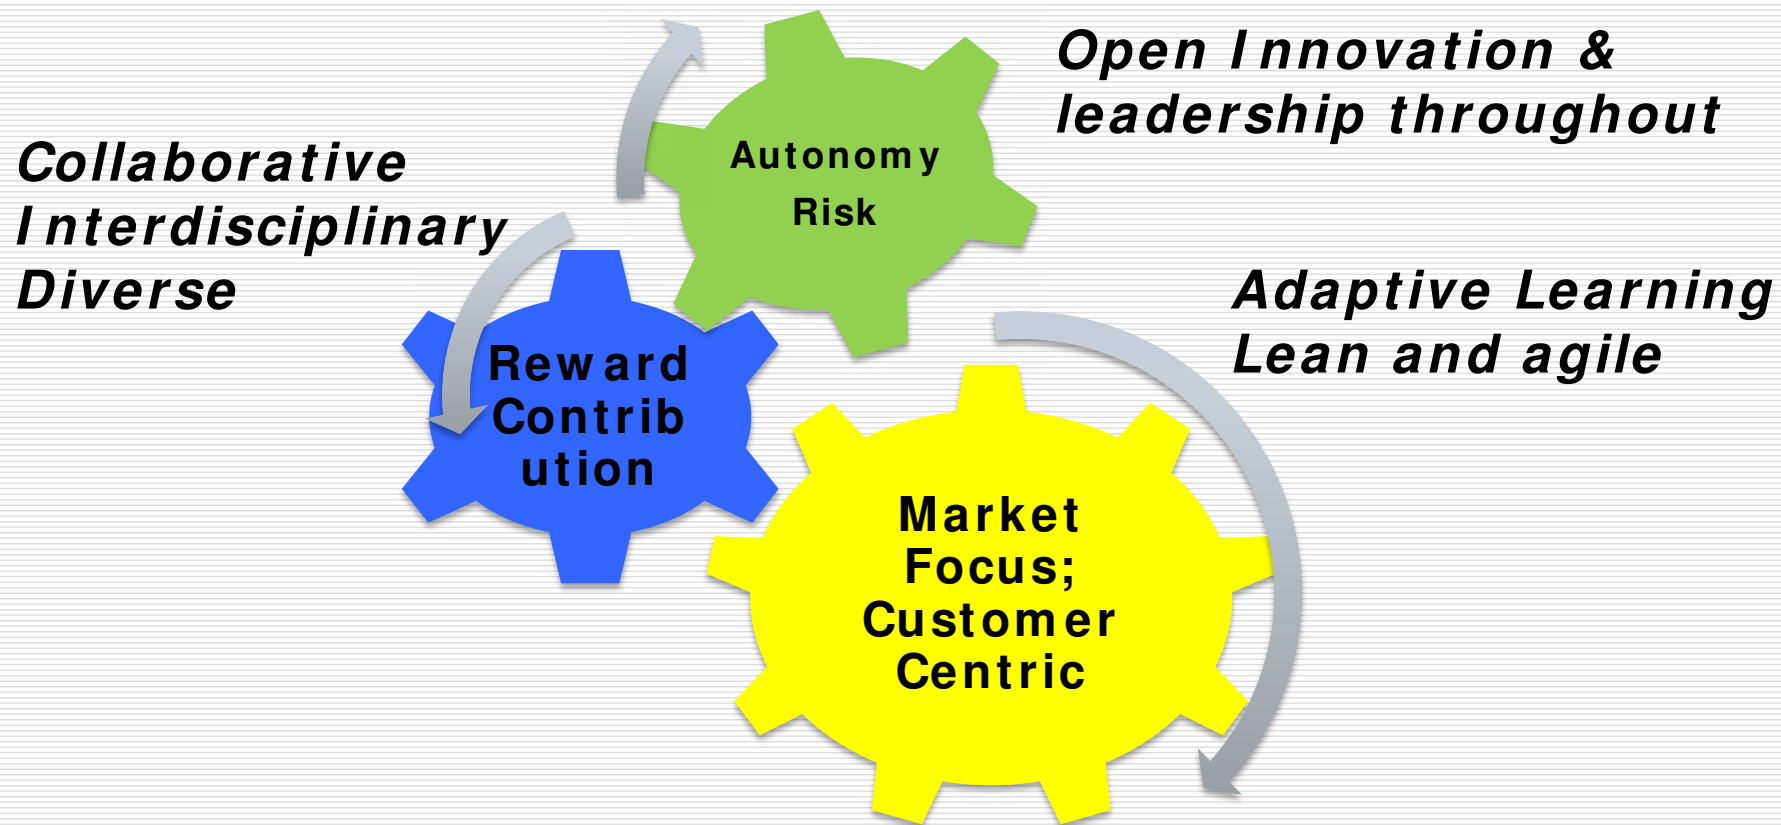 Open Innovation &
leadership throughout
Collaborative
Interdisciplinary
Diverse
Autonomy
Risk
Adaptive Learning
Lean and agile
Reward
Contrib
ution
Market
Focus;
Customer
Centric